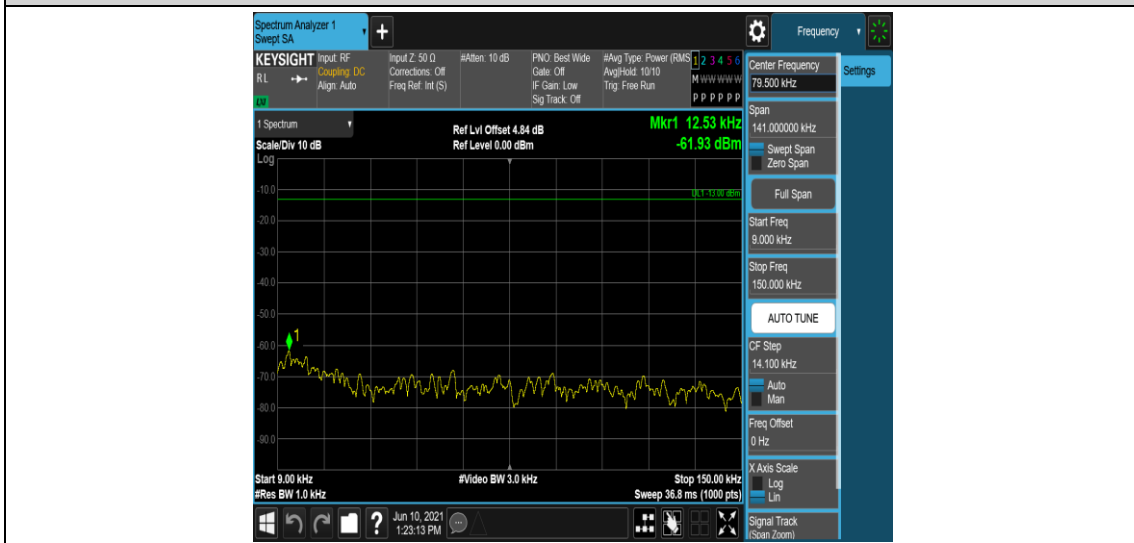 Spectrum Analyzer 1
Swept SA
+
Frequency
KEYSIGHT
RL
LXI
Input: RF
Coupling: DC
Align: Auto
Input Z: 50 Ω
Corrections: Off
Freq Ref: Int (S)
#Atten: 10 dB
PNO: Best Wide
Gate: Off
IF Gain: Low
Sig Track: Off
#Avg Type: Power (RMS
Avg|Hold: 10/10
Trig: Free Run
1 2 3 4 5 6
M W W W W W
P P P P P P
1 Spectrum
Scale/Div 10 dB
Log
Ref Lvl Offset 4.84 dB
Ref Level 0.00 dBm
Mkr1 12.53 kHz
-61.93 dBm
DL1 -13.00 dBm
-10.0
-20.0
-30.0
-40.0
-50.0
-60.0
-70.0
-80.0
-90.0
1
Start 9.00 kHz
#Res BW 1.0 kHz
#Video BW 3.0 kHz
Stop 150.00 kHz
Sweep 36.8 ms (1000 pts)
?
Jun 10, 2021
1:23:13 PM
Center Frequency
79.500 kHz
Settings
Span
141.000000 kHz
Swept Span
Zero Span
Full Span
Start Freq
9.000 kHz
Stop Freq
150.000 kHz
AUTO TUNE
CF Step
14.100 kHz
Auto
Man
Freq Offset
0 Hz
X Axis Scale
Log
Lin
Signal Track
(Span Zoom)